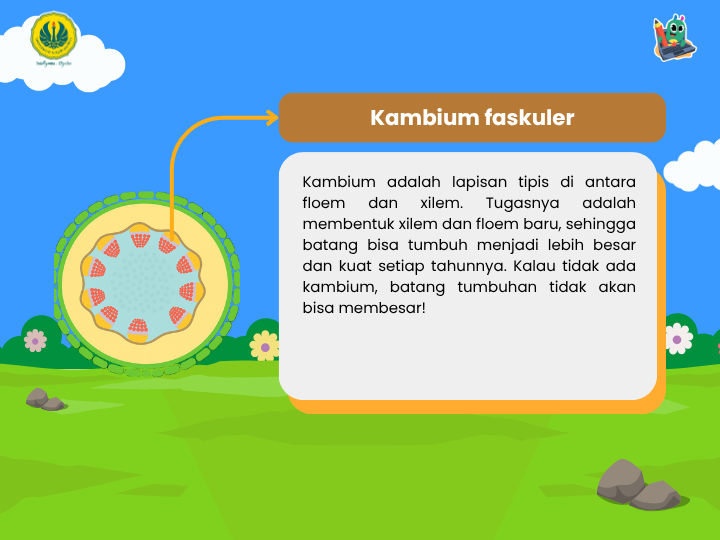 Kambium faskuler
Kambium adalah lapisan tipis di antara
floem dan xilem. Tugasnya adalah
membentuk xilem dan floem baru, sehingga
batang bisa tumbuh menjadi lebih besar
dan kuat setiap tahunnya. Kalau tidak ada
kambium, batang tumbuhan tidak akan
bisa membesar!